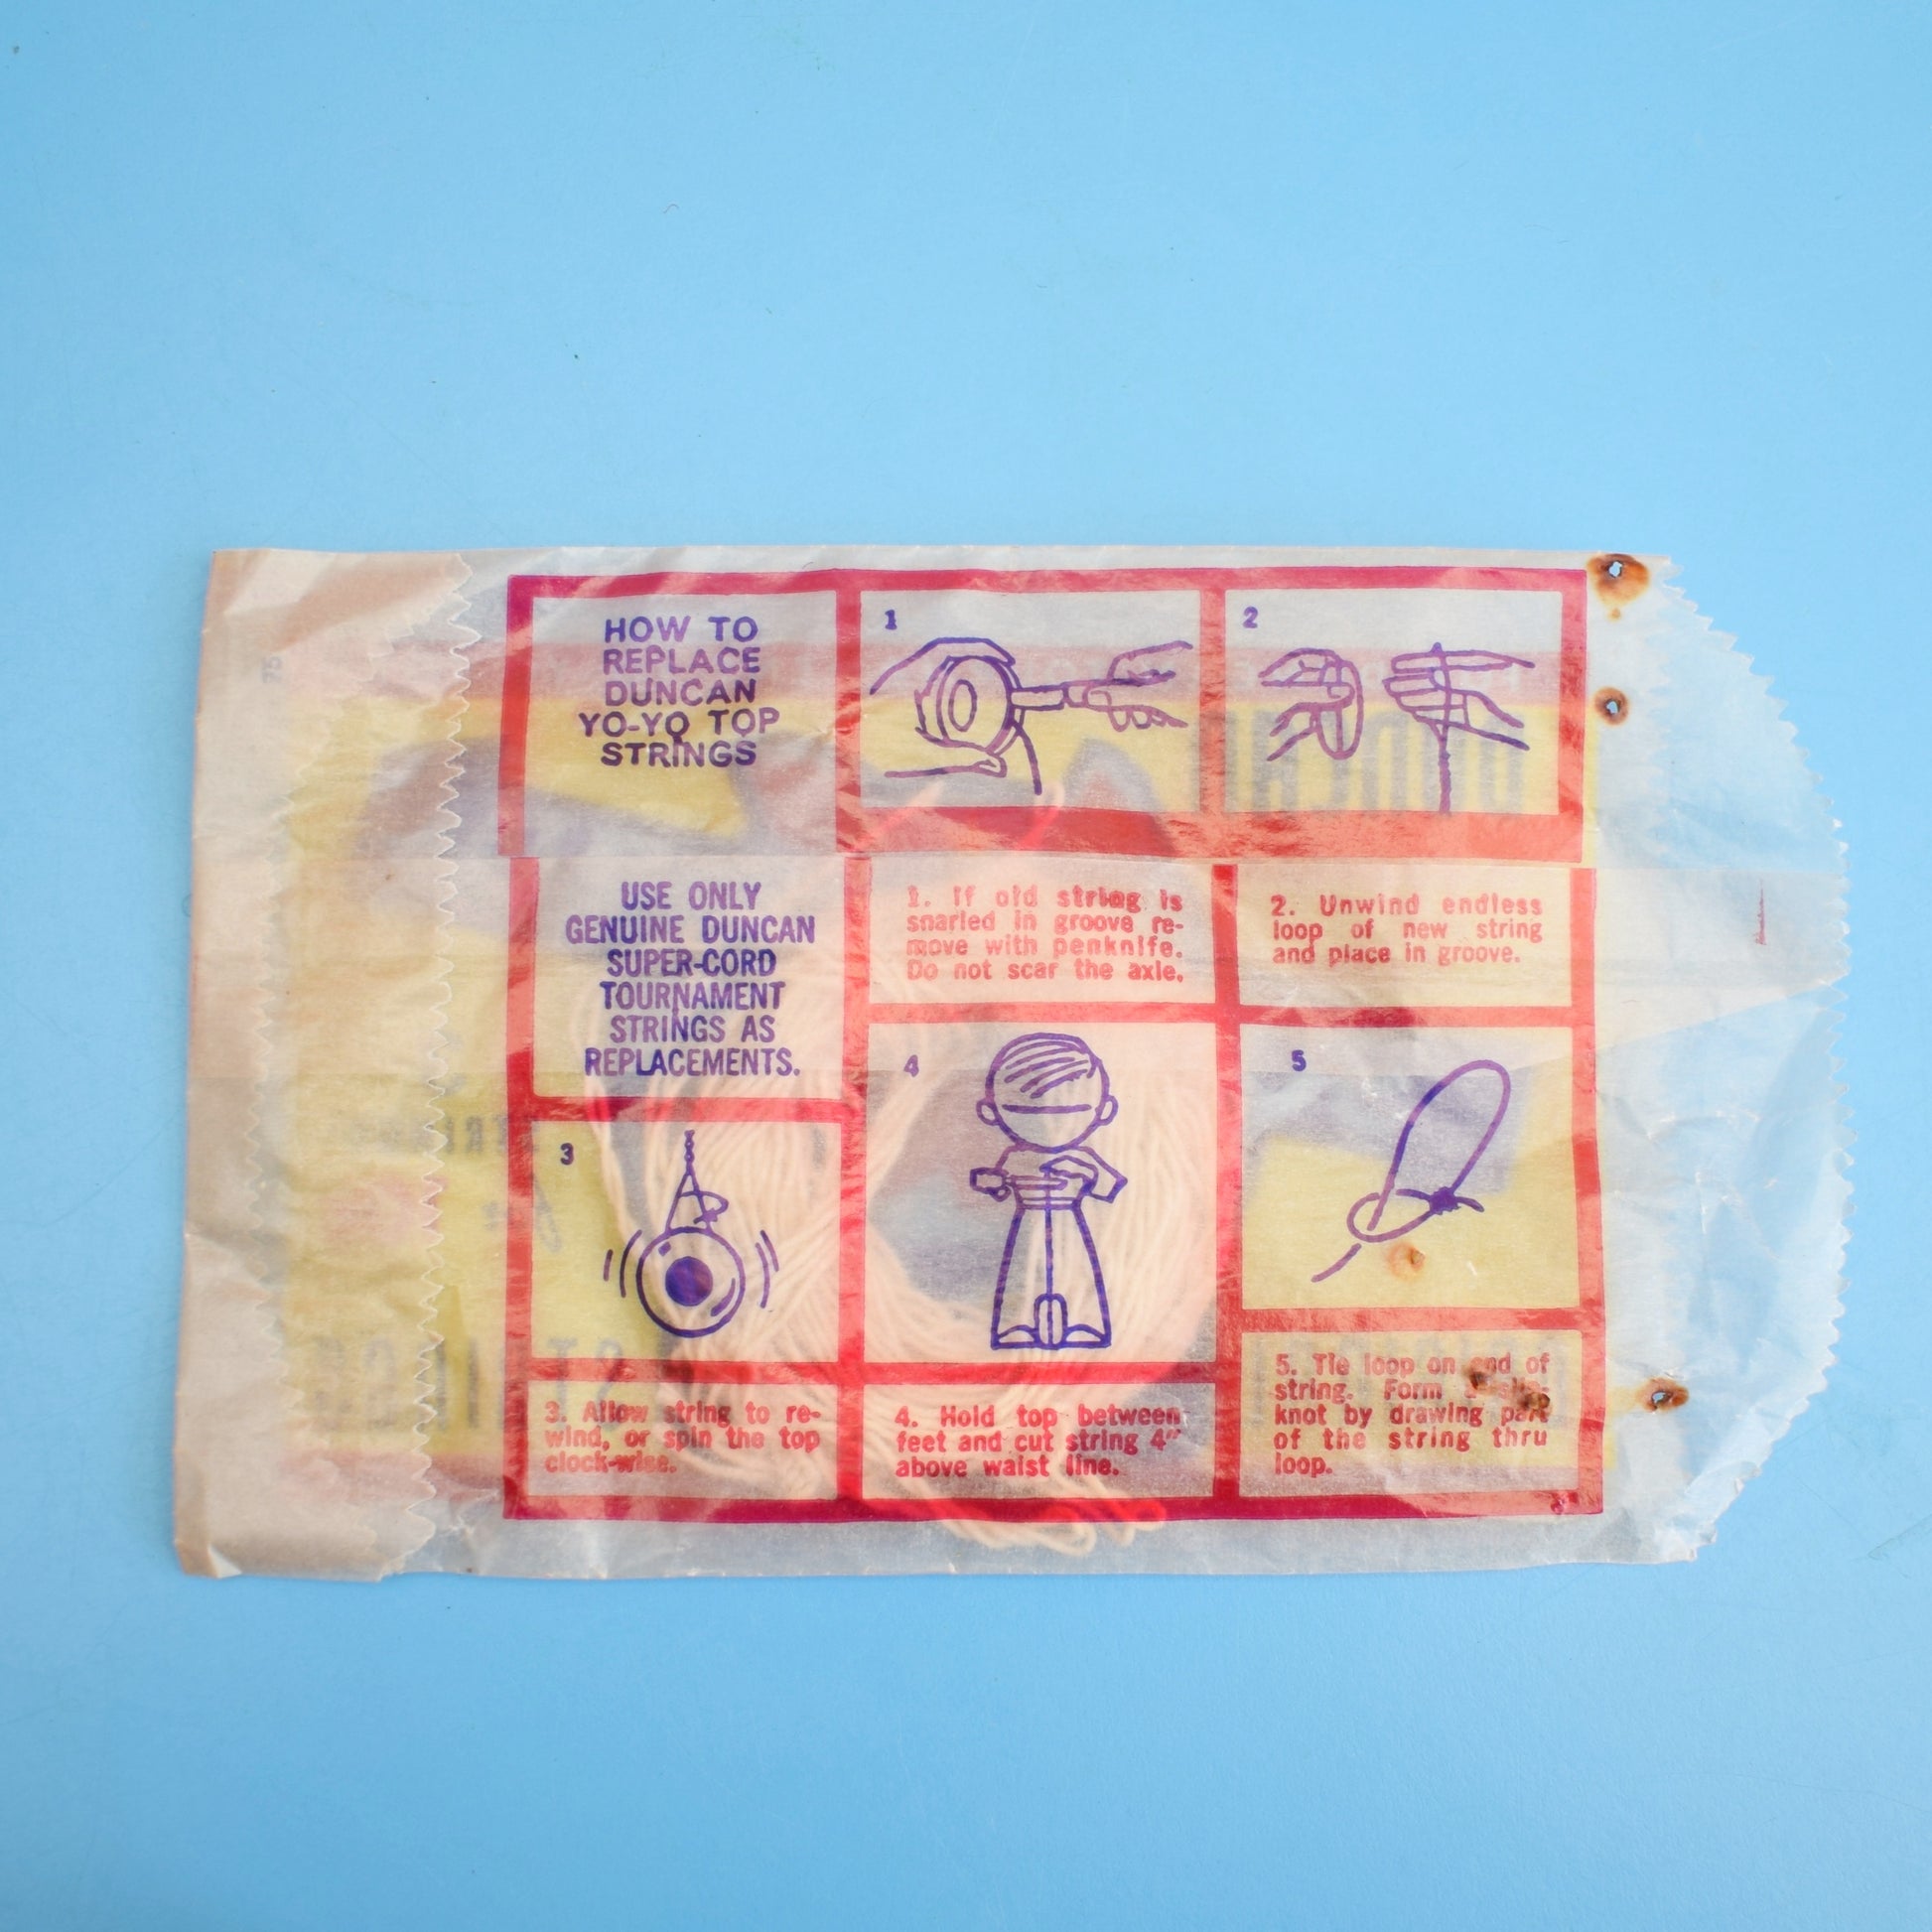 HOW TO
REPLACE
DUNCAN
YO-YO TOP
STRINGS
1
2
USE ONLY
GENUINE DUNCAN
SUPER-CORD
TOURNAMENT
STRINGS AS
REPLACEMENTS.
1. If old string is
snarled in groove re-
move with penknife.
Do not scar the axle.
2. Unwind endless
loop of new string
and place in groove.
3
4
5
3. Allow string to re-
wind, or spin the top
clock-wise.
4. Hold top between
feet and cut string 4"
above waist line.
5. Tie loop on end of
string. Form a slip-
knot by drawing part
of the string thru
loop.